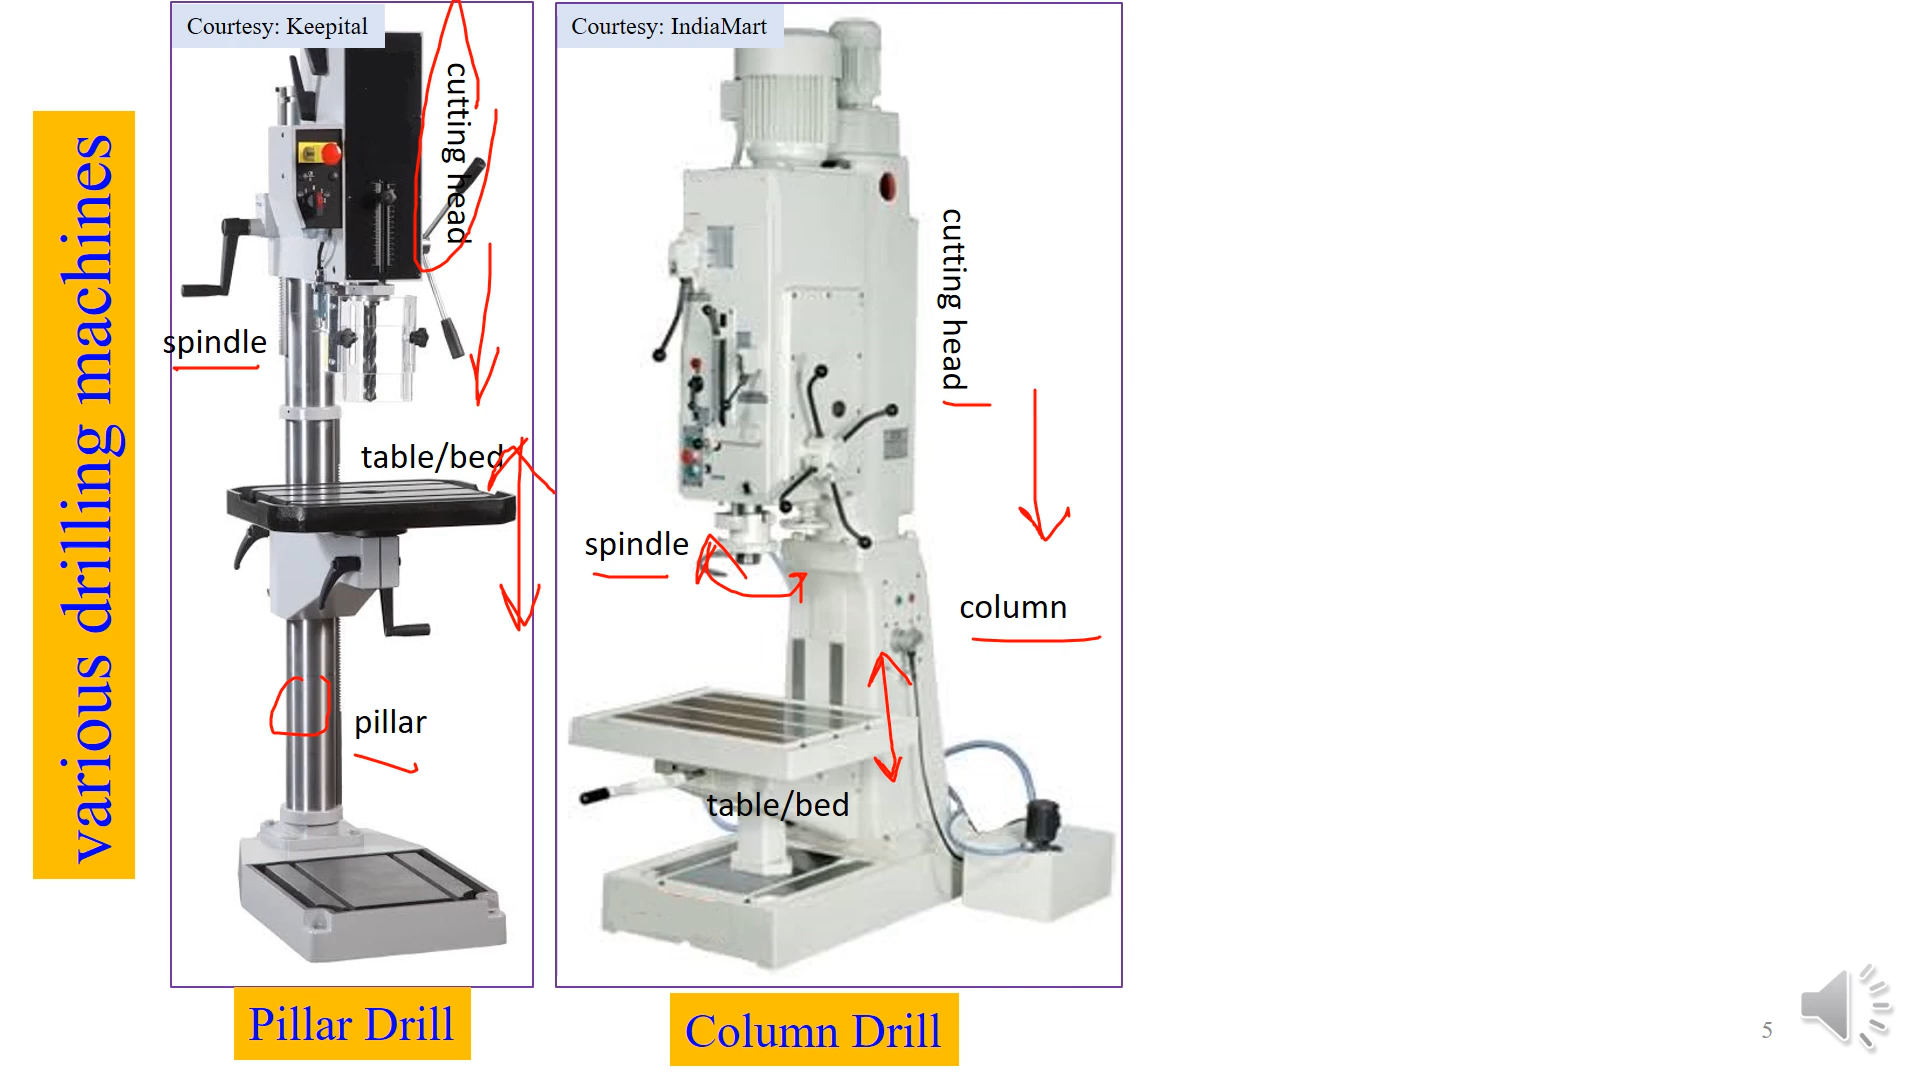 various drilling machines
Courtesy: Keepital
cutting head
spindle
table/bed
pillar
Pillar Drill
Courtesy: IndiaMart
cutting head
spindle
column
table/bed
Column Drill
5